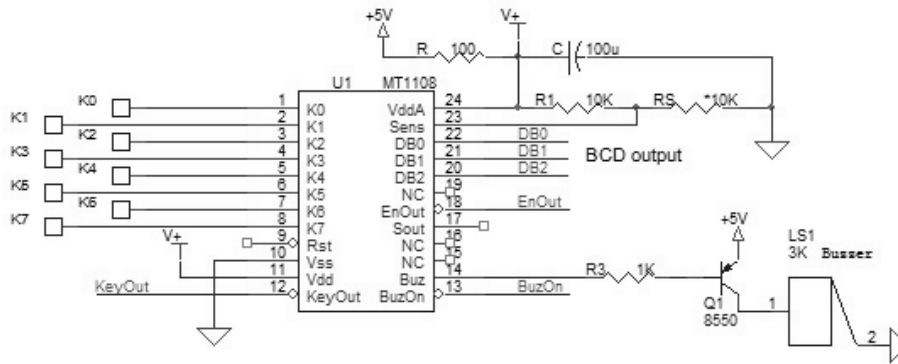 +5V
V+
R 100
C 100u
U1 MT1108
K0 1 K0 VddA 24 R1 10K RS *10K
K1 2 K1 Sens 23
K2 3 K2 DB0 22 DB0
K3 4 K3 DB1 21 DB1
BCD output
K4 5 K4 DB2 20 DB2
K5 6 K5 NC 19
K6 7 K6 EnOut 18 EnOut
K7 8 K7 Sout 17
9 Rst NC 16
V+
10 Vss NC 15
11 Vdd Buz 14 R3 1K
KeyOut 12 KeyOut BuzOn 13 BuzOn
+5V
Q1
8550
LS1
3K Busser
1
2